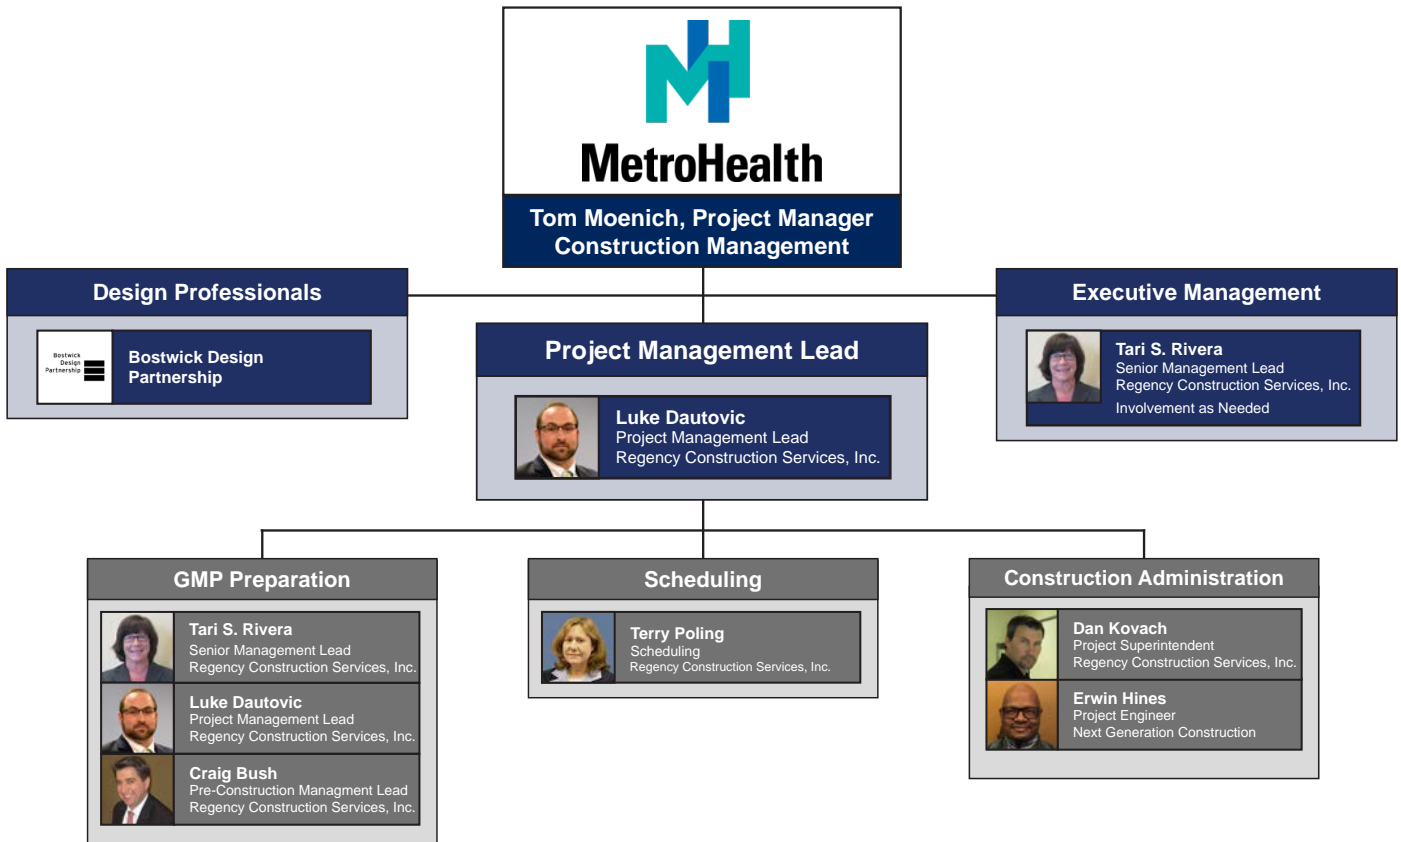 MetroHealth
Tom Moenich, Project Manager
Construction Management
Design Professionals
Bostwick
Design
Partnership
Bostwick Design
Partnership
Executive Management
Tari S. Rivera
Senior Management Lead
Regency Construction Services, Inc.
Involvement as Needed
Project Management Lead
Luke Dautovic
Project Management Lead
Regency Construction Services, Inc.
GMP Preparation
Tari S. Rivera
Senior Management Lead
Regency Construction Services, Inc.
Luke Dautovic
Project Management Lead
Regency Construction Services, Inc.
Craig Bush
Pre-Construction Managment Lead
Regency Construction Services, Inc.
Scheduling
Terry Poling
Scheduling
Regency Construction Services, Inc.
Construction Administration
Dan Kovach
Project Superintendent
Regency Construction Services, Inc.
Erwin Hines
Project Engineer
Next Generation Construction